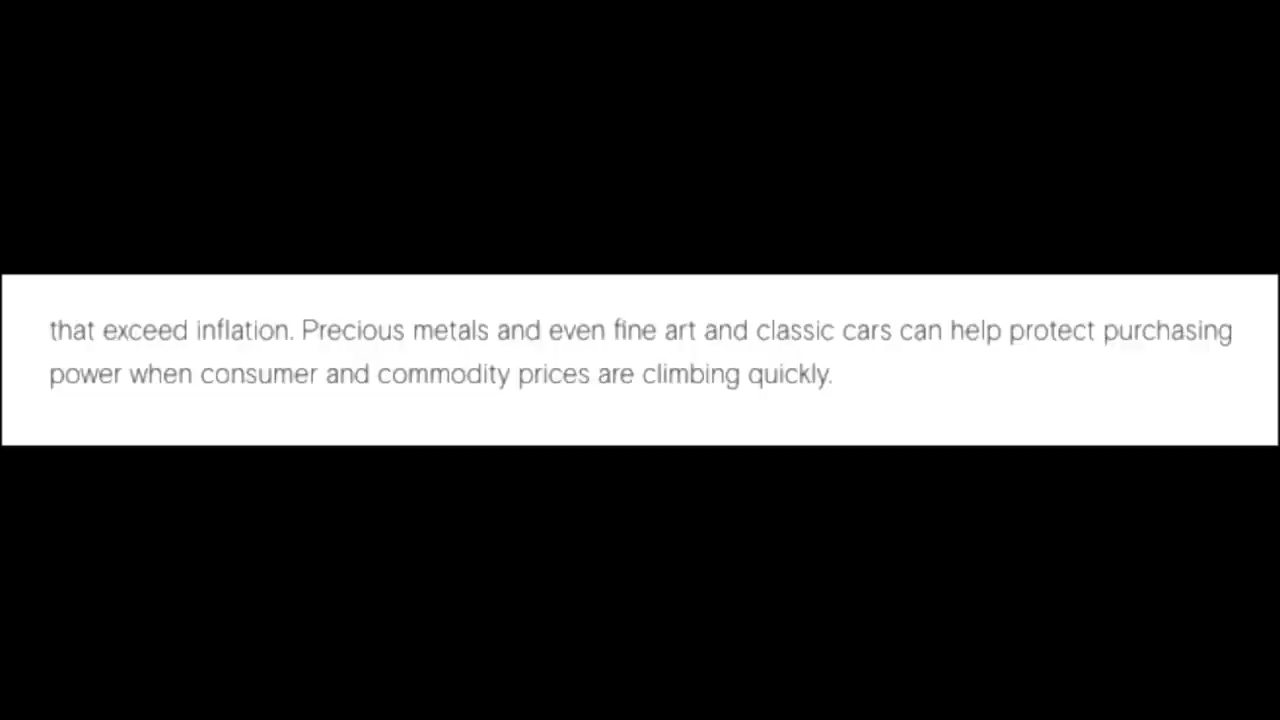 that exceed inflation. Precious metals and even fine art and classic cars can help protect purchasing
power when consumer and commodity prices are climbing quickly.